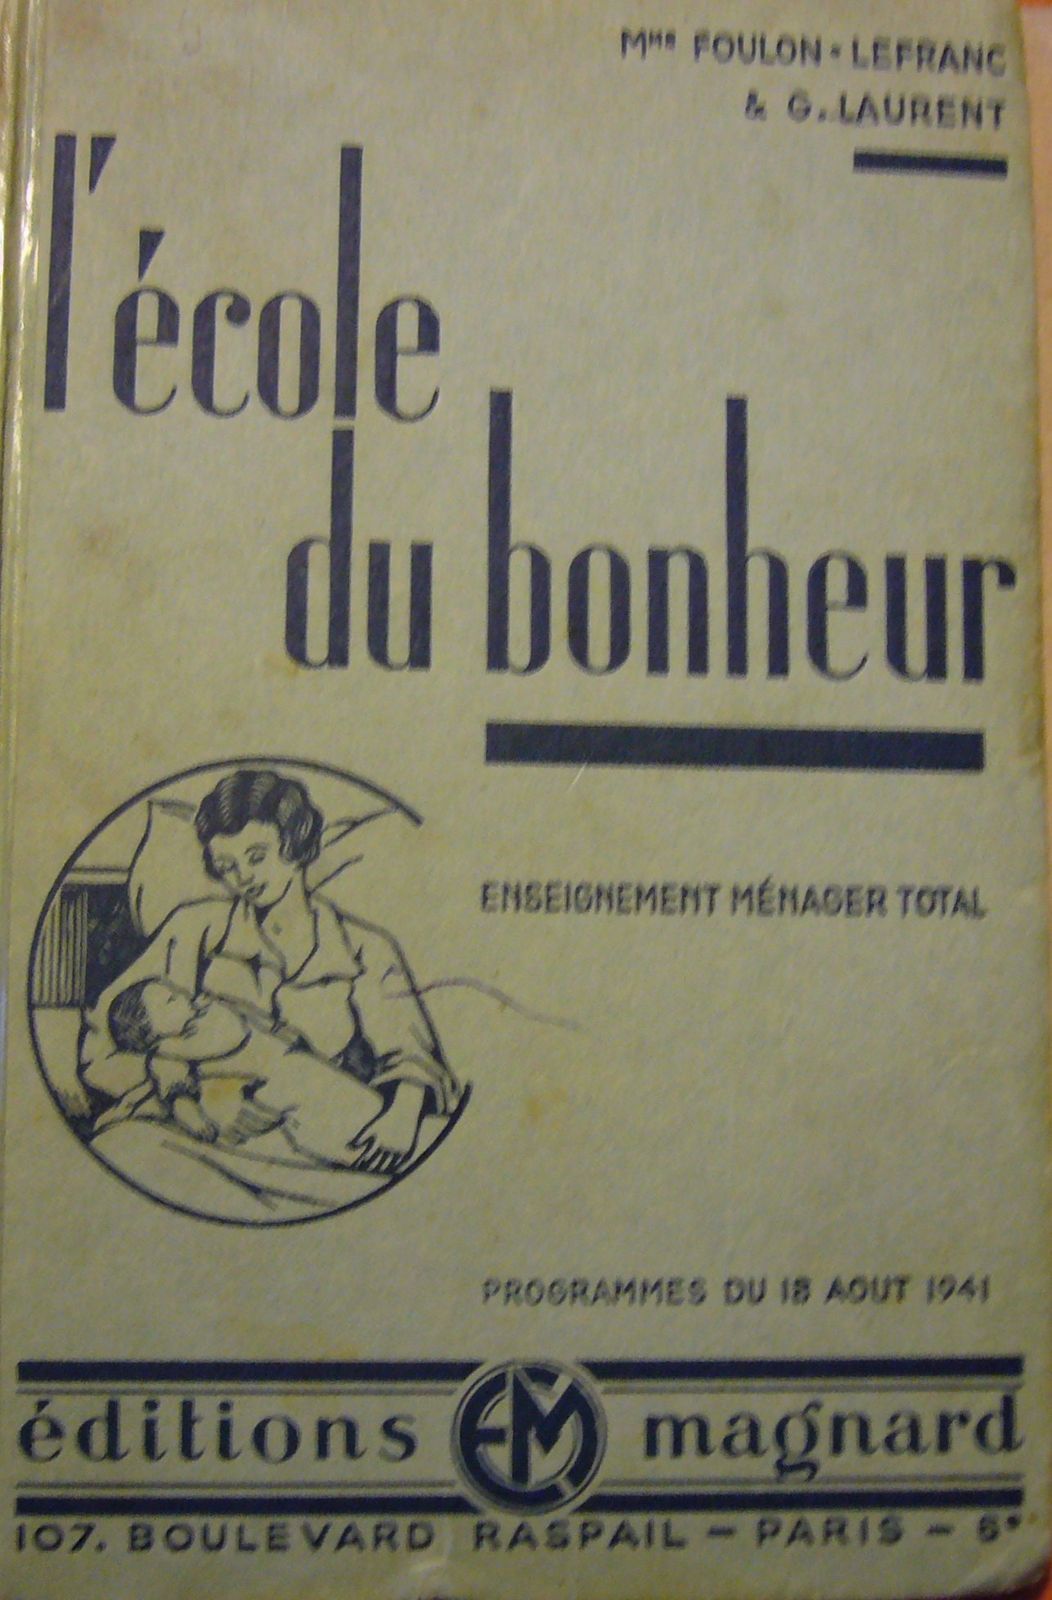 Mme FOULON-LEFRANC
& G. LAURENT
l'école
du bonheur
ENSEIGNEMENT MÉNAGER TOTAL
PROGRAMMES DU 18 AOUT 1941
éditions EM magnard
107. BOULEVARD RASPAIL - PARIS - 6e